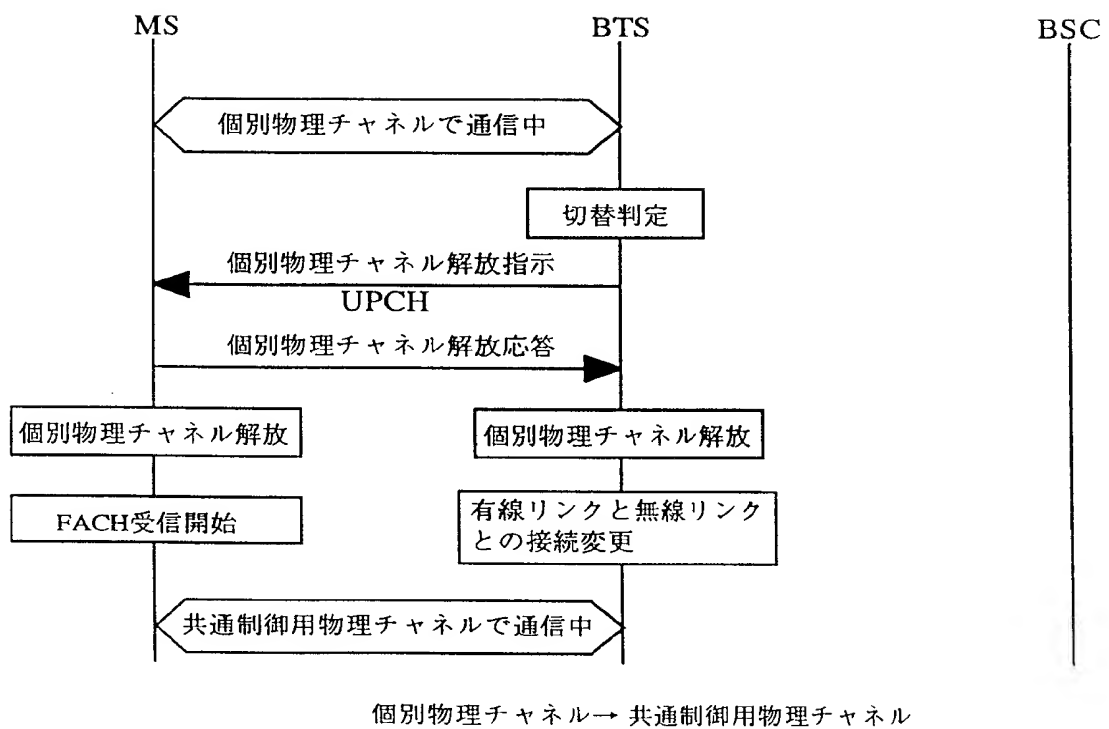 MS
BTS
BSC
個別物理チャネルで通信中
切替判定
個別物理チャネル解放指示
UPCH
個別物理チャネル解放応答
個別物理チャネル解放
個別物理チャネル解放
FACH受信開始
有線リンクと無線リンク
との接続変更
共通制御用物理チャネルで通信中
個別物理チャネル→ 共通制御用物理チャネル